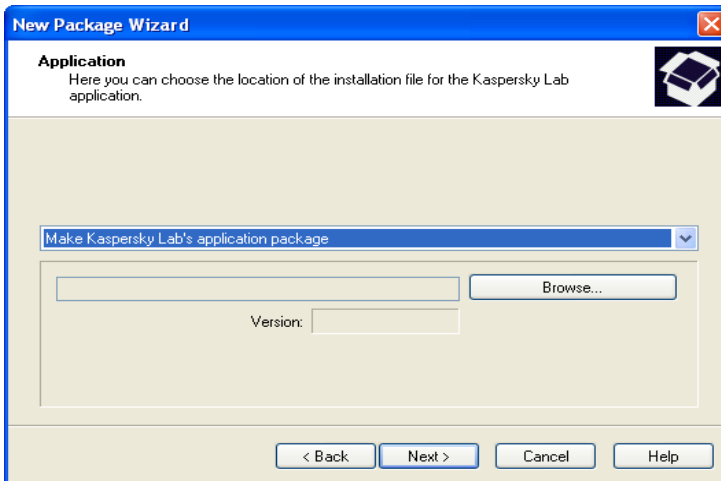 New Package Wizard
Application
Here you can choose the location of the installation file for the Kaspersky Lab
application.
Make Kaspersky Lab's application package
Browse...
Version:
< Back Next > Cancel Help